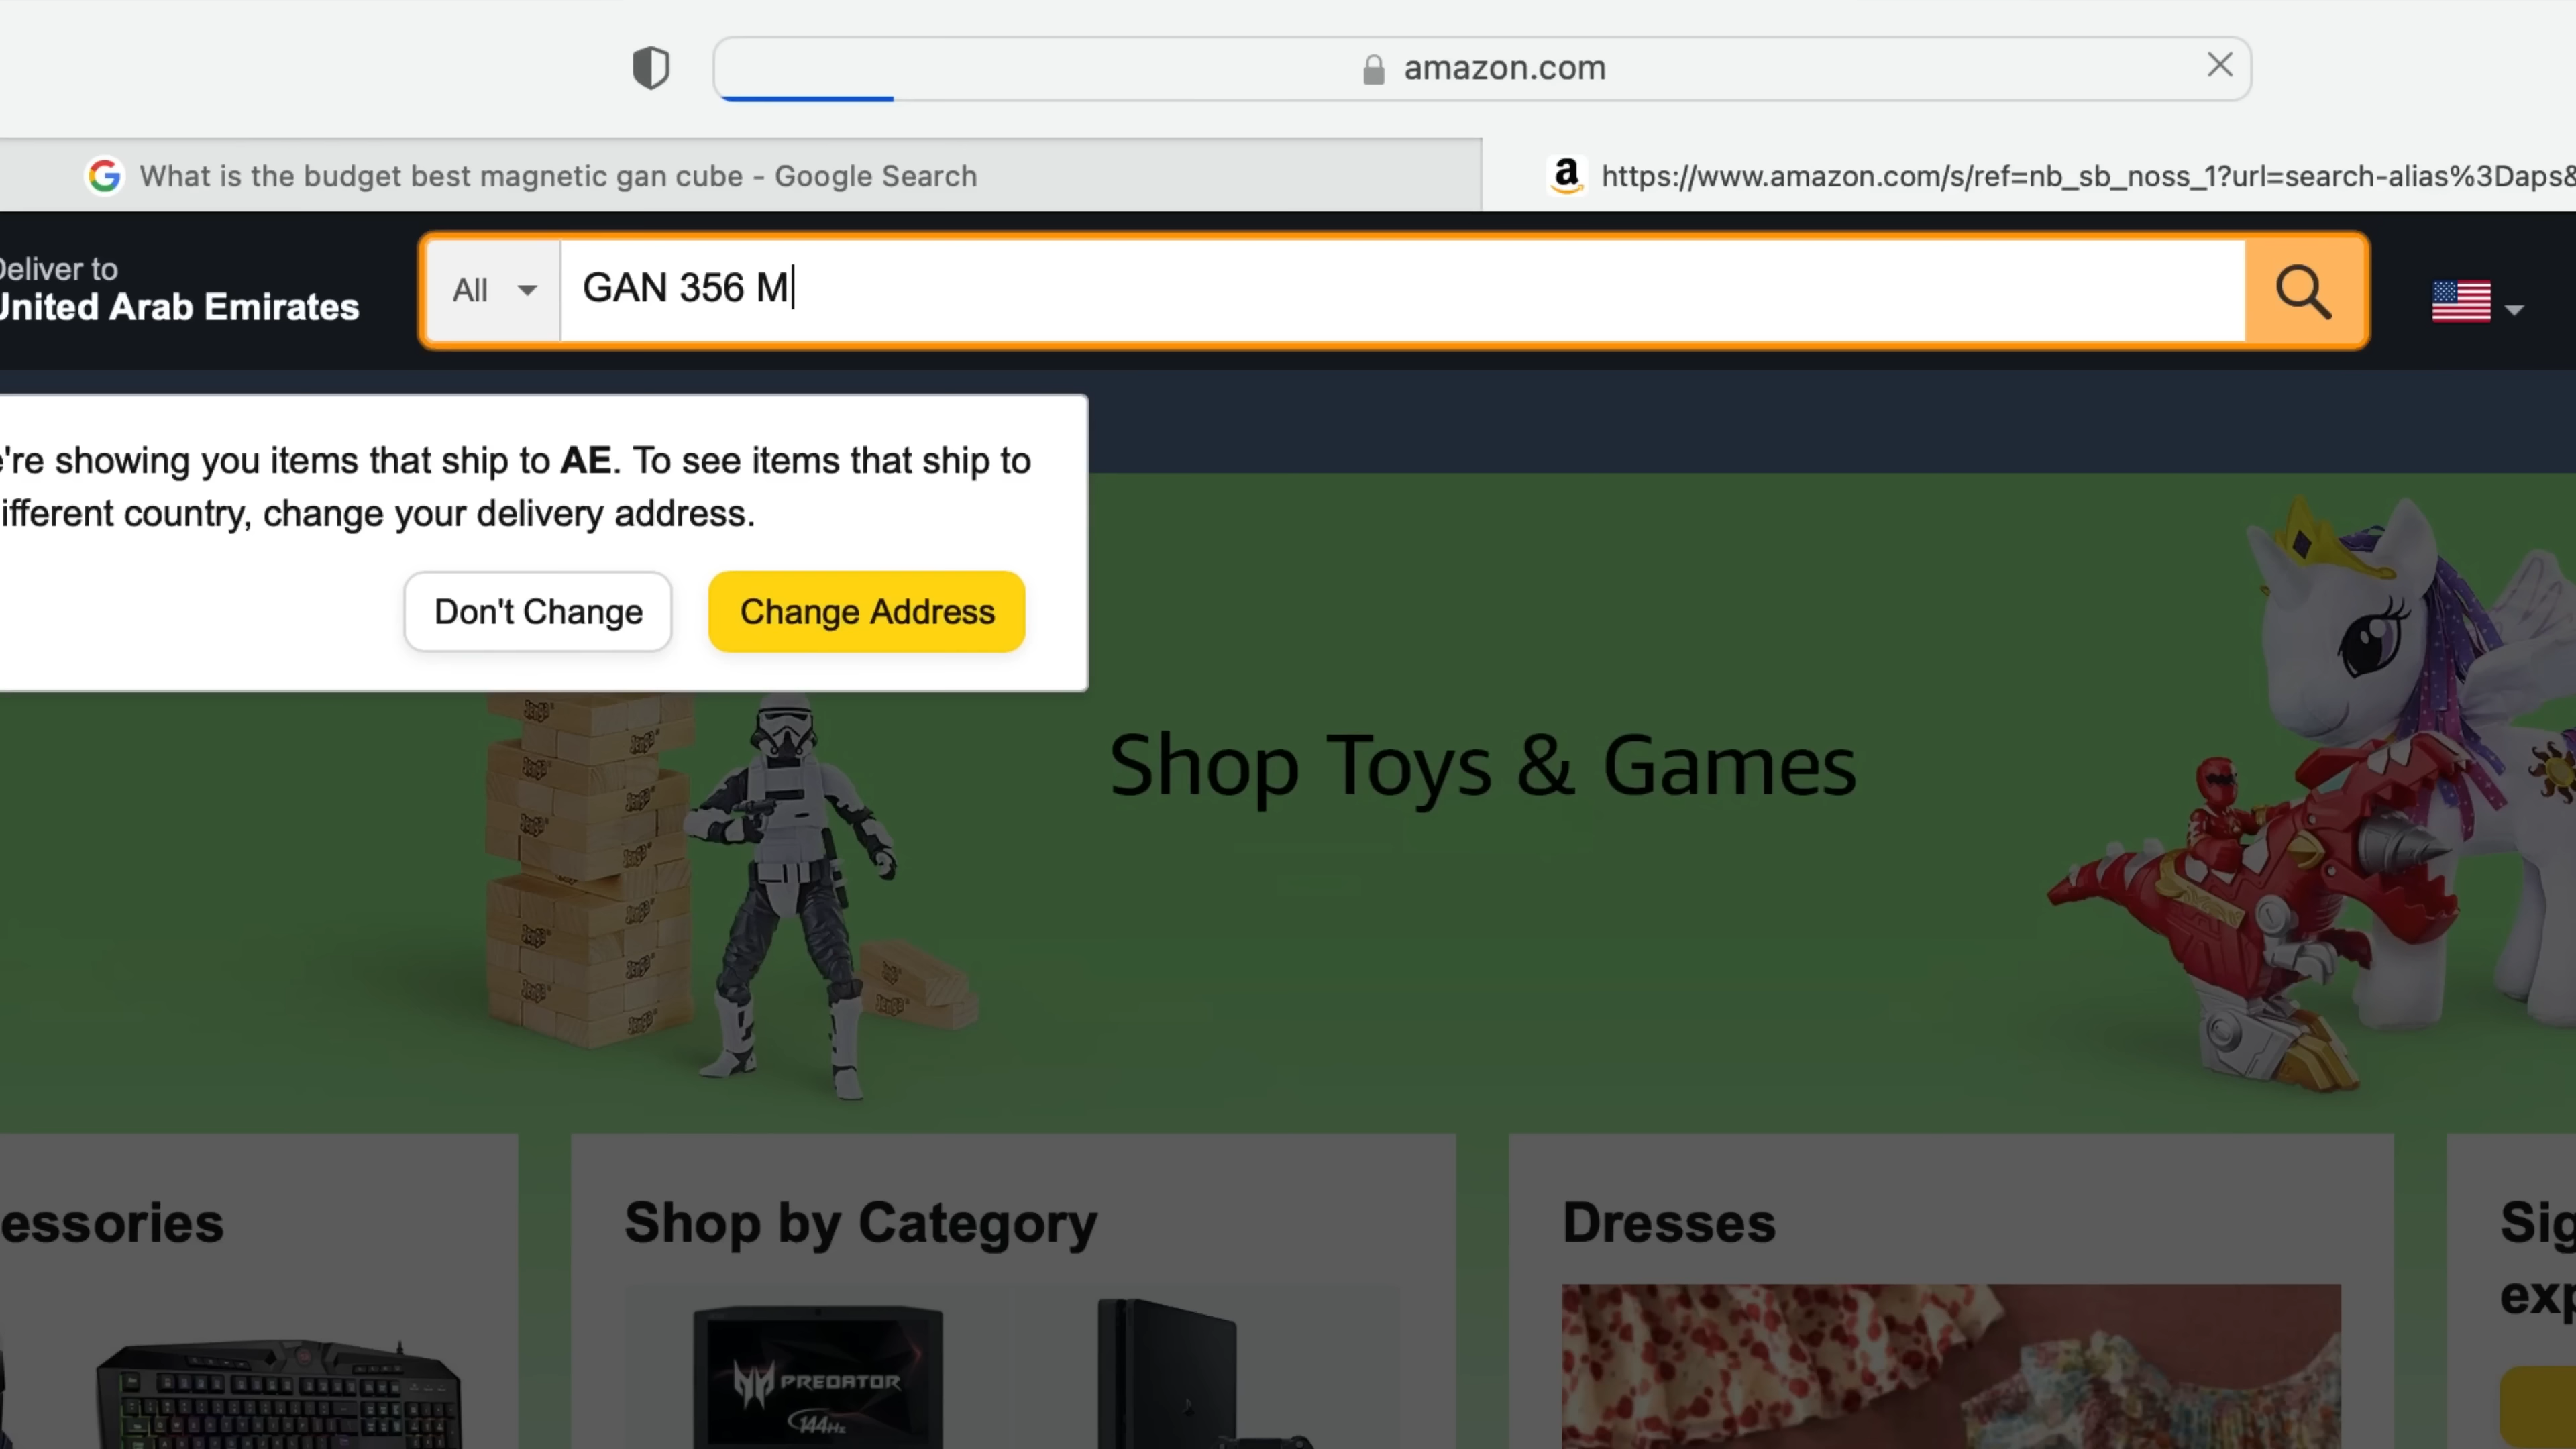 amazon.com
What is the budget best magnetic gan cube - Google Search
https://www.amazon.com/s/ref=nb_sb_noss_1?url=search-alias%3Daps&
Deliver to
United Arab Emirates
All
GAN 356 M
e're showing you items that ship to AE. To see items that ship to
ifferent country, change your delivery address.
Don't Change
Change Address
Shop Toys & Games
essories
Shop by Category
Dresses
Sig
exp
PREDATOR
144Hz